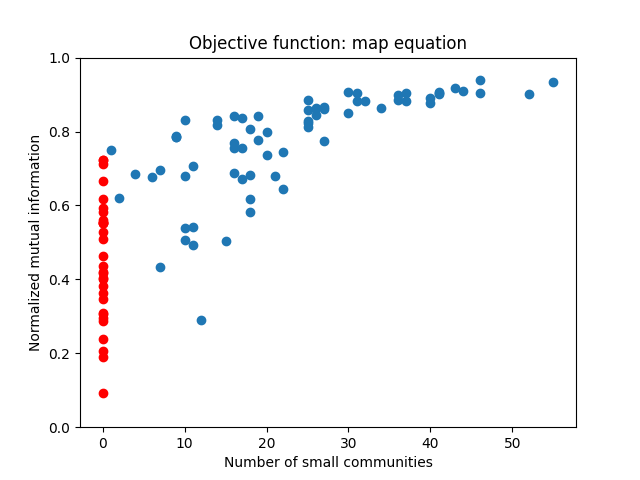 Objective function: map equation
1.0
0.8
0.6
0.4
0.2
0.0
Normalized mutual information
0 10 20 30 40 50
Number of small communities